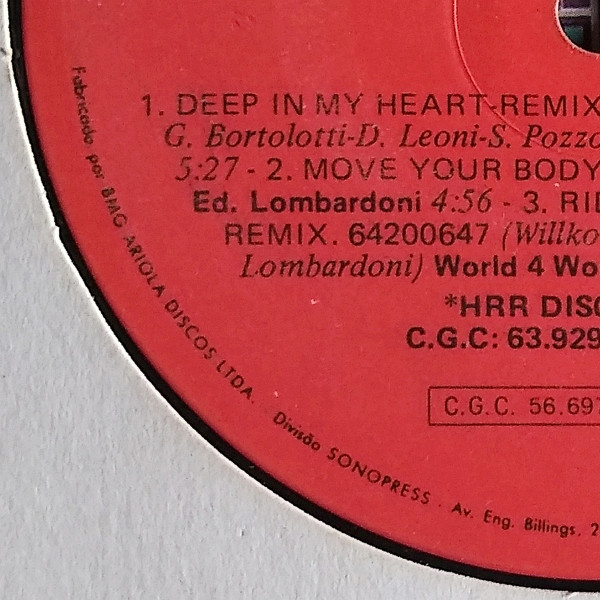 1. DEEP IN MY HEART-REMIX
G. Bortolotti-D. Leoni-S. Pozzo
5:27 - 2. MOVE YOUR BODY
Ed. Lombardoni 4:56 - 3. RID
REMIX. 64200647 (Willko
Lombardoni) World 4 Wo
*HRR DISC
C.G.C: 63.929
C.G.C. 56.697
Fabricado por BMG ARIOLA DISCOS LTDA. Divisão SONOPRESS - Av. Eng. Billings, 2